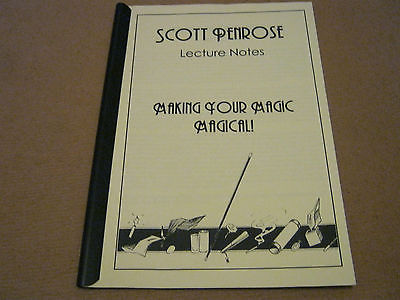 SCOTT PENROSE
Lecture Notes
MAKING YOUR MAGIC
MAGICAL!